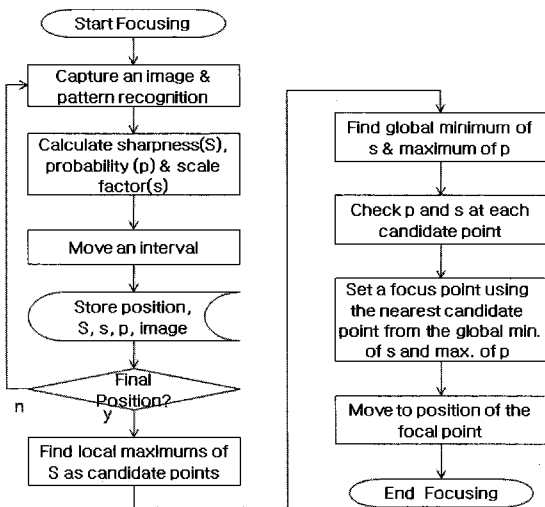 Start Focusing
Capture an image &
pattern recognition
Calculate sharpness(S),
probability (p) & scale
factor(s)
Move an interval
Store position,
S, s, p, image
Final
Position?
n
y
Find local maximums of
S as candidate points
Find global minimum of
s & maximum of p
Check p and s at each
candidate point
Set a focus point using
the nearest candidate
point from the global min.
of s and max. of p
Move to position of the
focal point
End Focusing